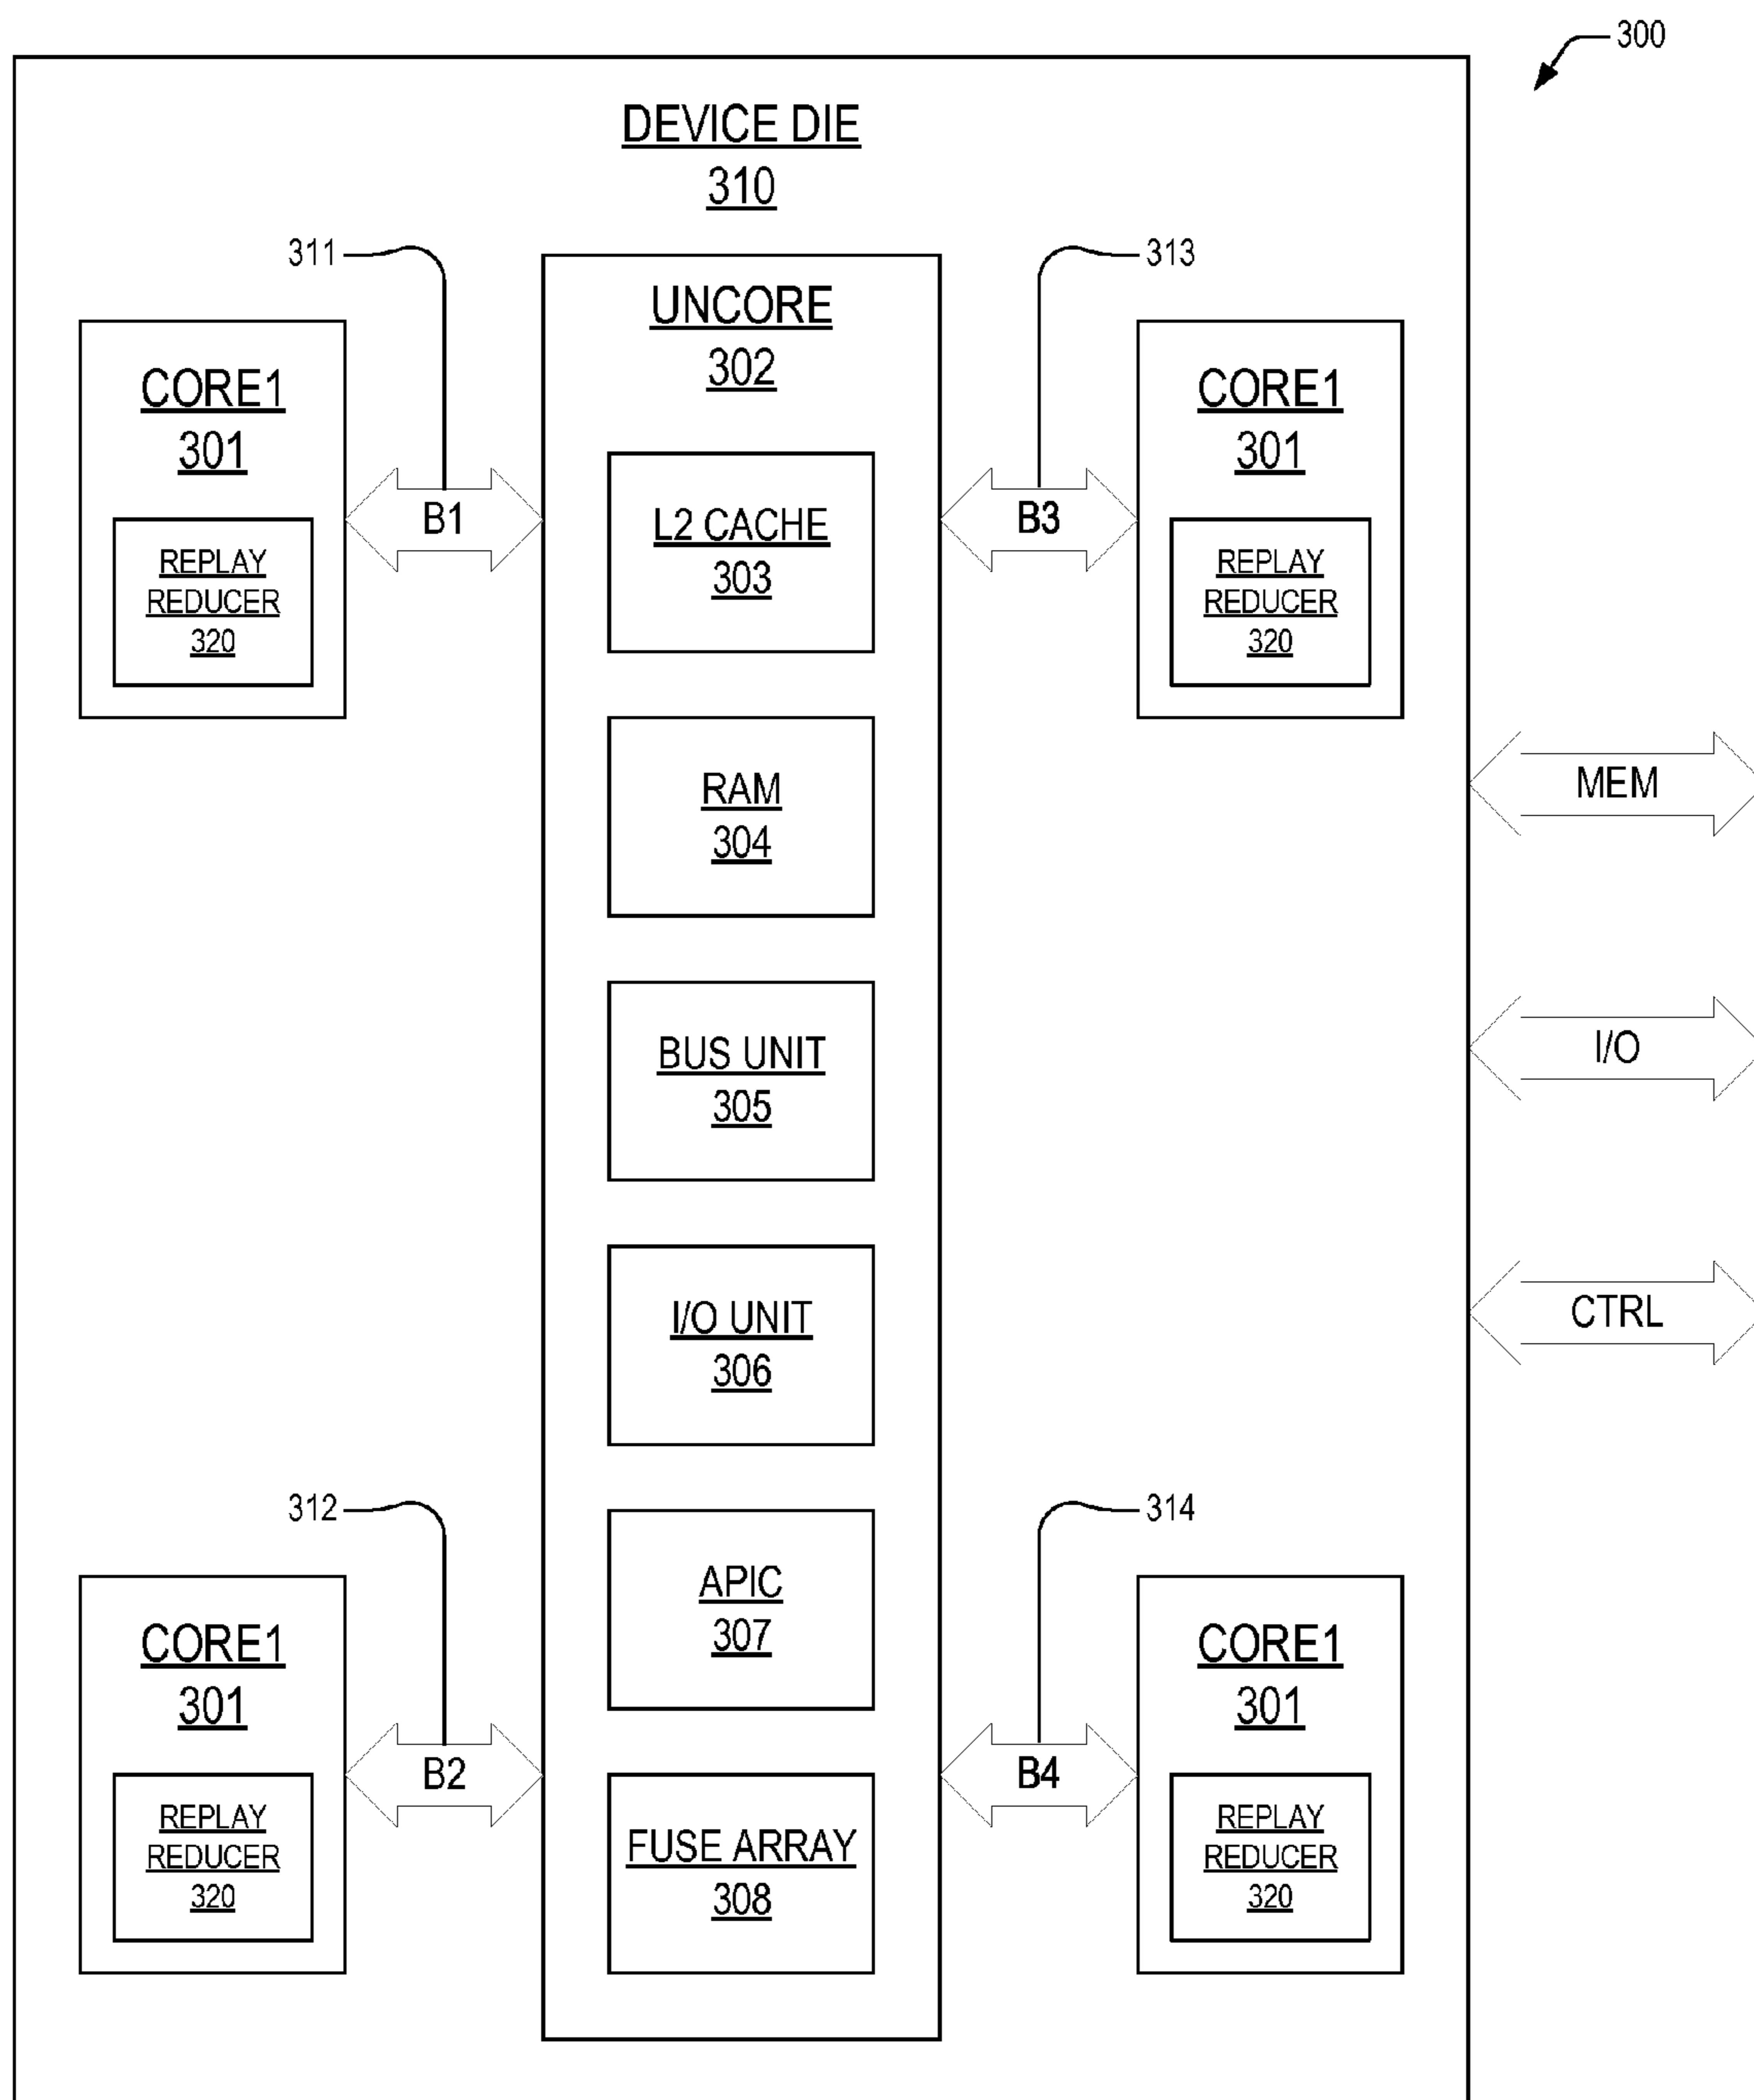 300
DEVICE DIE
310
311
313
UNCORE
302
CORE1
301
REPLAY
REDUCER
320
B1
L2 CACHE
303
B3
CORE1
301
REPLAY
REDUCER
320
RAM
304
MEM
BUS UNIT
305
I/O
I/O UNIT
306
CTRL
312
314
APIC
307
CORE1
301
REPLAY
REDUCER
320
B2
FUSE ARRAY
308
B4
CORE1
301
REPLAY
REDUCER
320